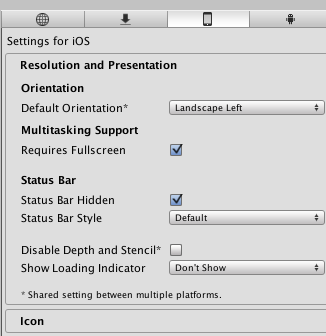 Settings for iOS
Resolution and Presentation
Orientation
Default Orientation* Landscape Left
Multitasking Support
Requires Fullscreen
Status Bar
Status Bar Hidden
Status Bar Style Default
Disable Depth and Stencil*
Show Loading Indicator Don't Show
* Shared setting between multiple platforms.
Icon